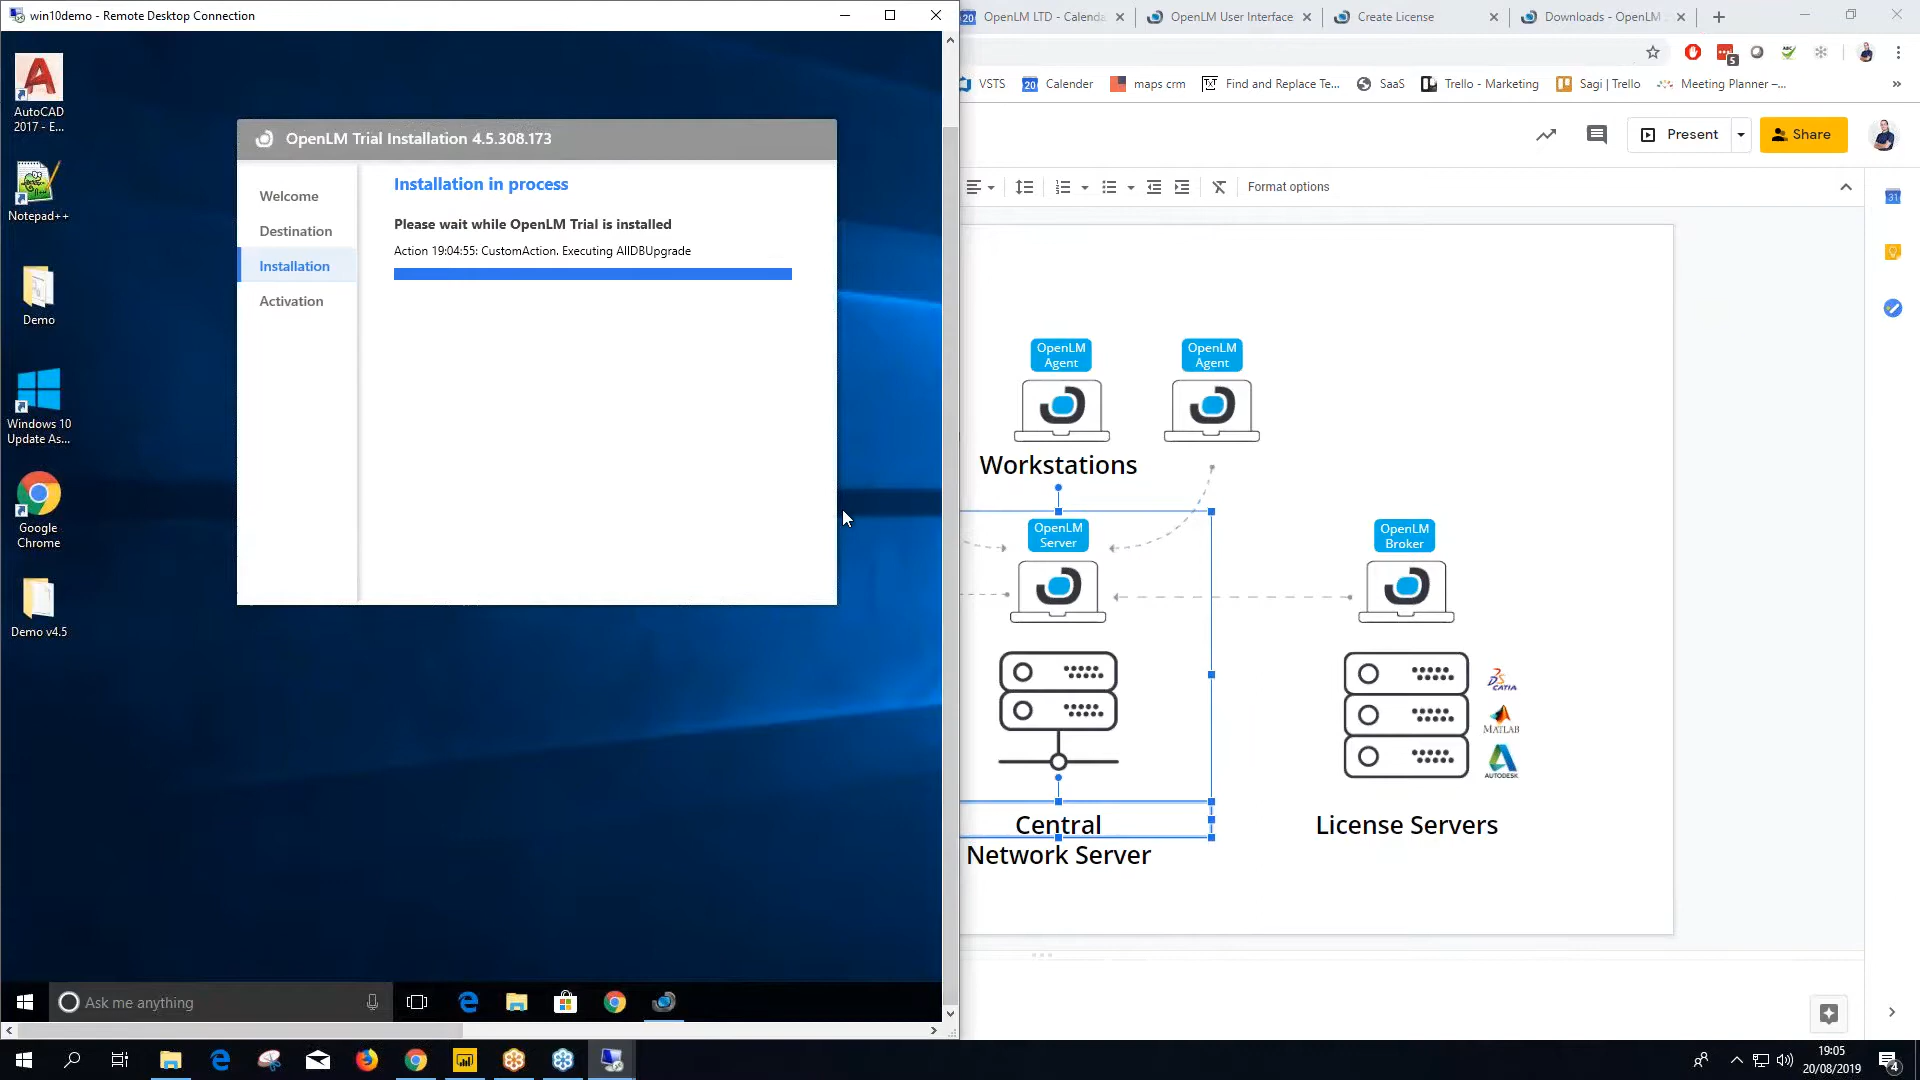 win10demo - Remote Desktop Connection
AutoCAD
2017 - E...
Notepad++
Demo
Windows 10
Update As...
Google
Chrome
Demo v4.5
OpenLM Trial Installation 4.5.308.173
Welcome
Destination
Installation
Activation
Installation in process
Please wait while OpenLM Trial is installed
Action 19:04:55: CustomAction. Executing AllDBUpgrade
Ask me anything
OpenLM LTD - Calenda
OpenLM User Interface
Create License
Downloads - OpenLM
5
VSTS
20
Calender
maps crm
Find and Replace Te...
SaaS
Trello - Marketing
Sagi | Trello
Meeting Planner –...
Present
Share
Format options
31
OpenLM
Agent
OpenLM
Agent
Workstations
OpenLM
Server
OpenLM
Broker
CATIA
MATLAB
AUTODESK
Central
Network Server
License Servers
19:05
20/08/2019
4